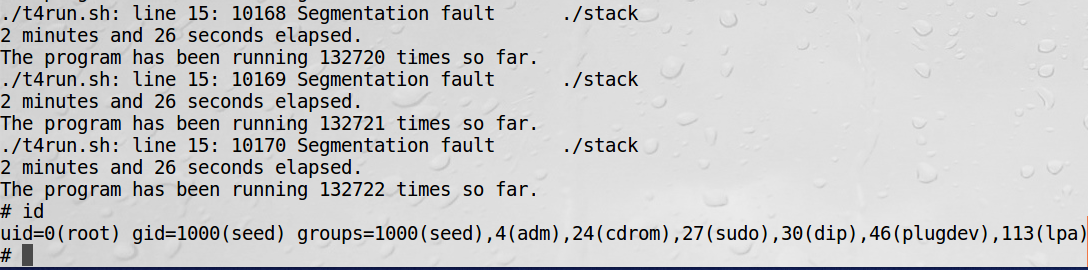 ./t4run.sh: line 15: 10168 Segmentation fault      ./stack
2 minutes and 26 seconds elapsed.
The program has been running 132720 times so far.
./t4run.sh: line 15: 10169 Segmentation fault      ./stack
2 minutes and 26 seconds elapsed.
The program has been running 132721 times so far.
./t4run.sh: line 15: 10170 Segmentation fault      ./stack
2 minutes and 26 seconds elapsed.
The program has been running 132722 times so far.
# id
uid=0(root) gid=1000(seed) groups=1000(seed),4(adm),24(cdrom),27(sudo),30(dip),46(plugdev),113(lpa)
#